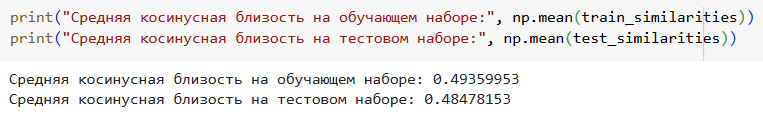 print("Средняя косинусная близость на обучающем наборе:", np.mean(train_similarities))
print("Средняя косинусная близость на тестовом наборе:", np.mean(test_similarities))
Средняя косинусная близость на обучающем наборе: 0.49359953
Средняя косинусная близость на тестовом наборе: 0.48478153